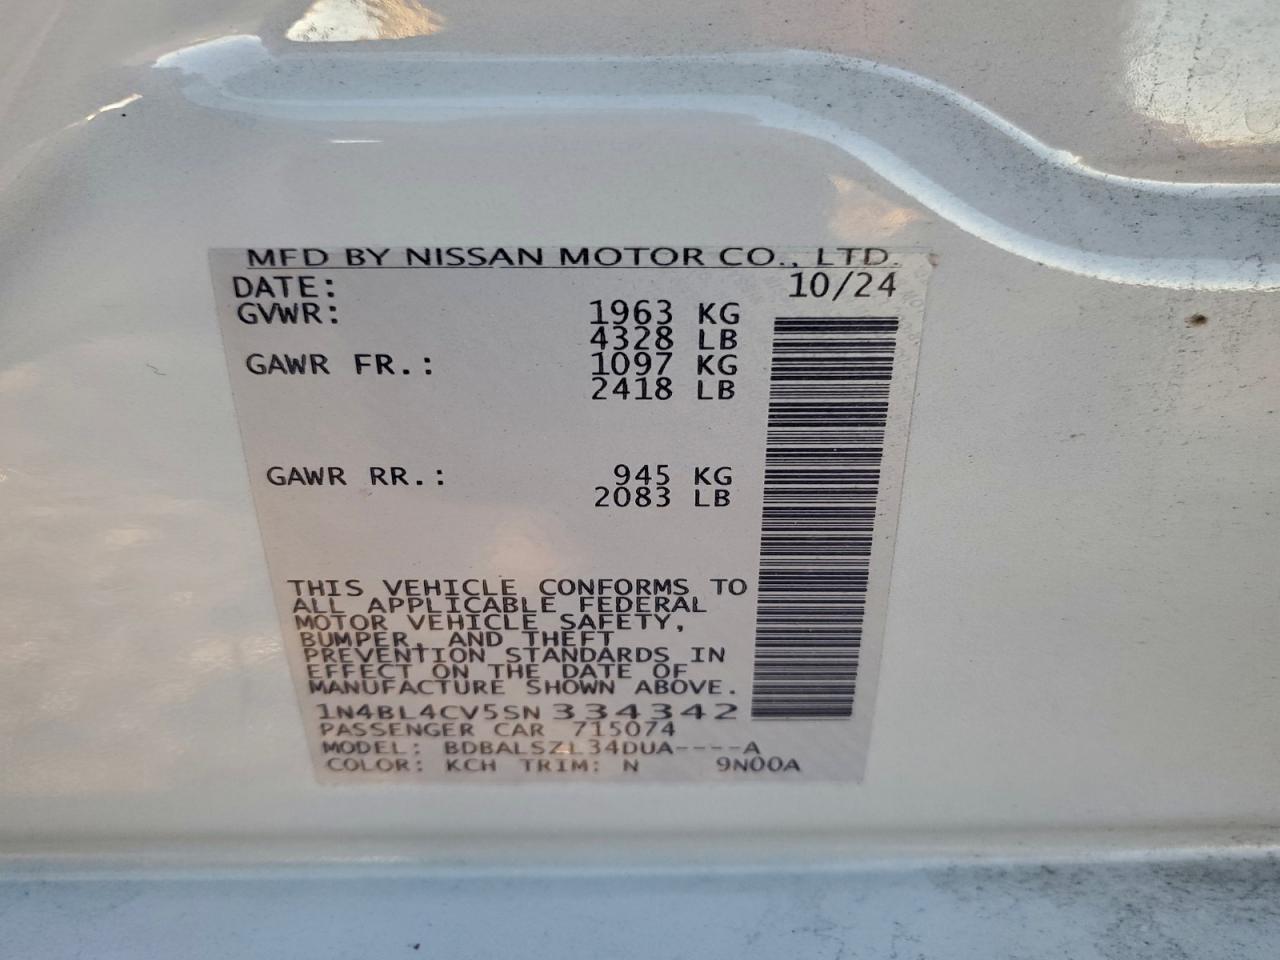 MFD BY NISSAN MOTOR CO., LTD.
DATE: 10/24
GVWR: 1963 KG
4328 LB
GAWR FR.: 1097 KG
2418 LB
GAWR RR.: 945 KG
2083 LB
THIS VEHICLE CONFORMS TO
ALL APPLICABLE FEDERAL
MOTOR VEHICLE SAFETY,
BUMPER, AND THEFT
PREVENTION STANDARDS IN
EFFECT ON THE DATE OF
MANUFACTURE SHOWN ABOVE.
1N4BL4CV5SN334342
PASSENGER CAR 715074
MODEL: BDBALSZL34DUA----A
COLOR: KCH TRIM: N 9N00A